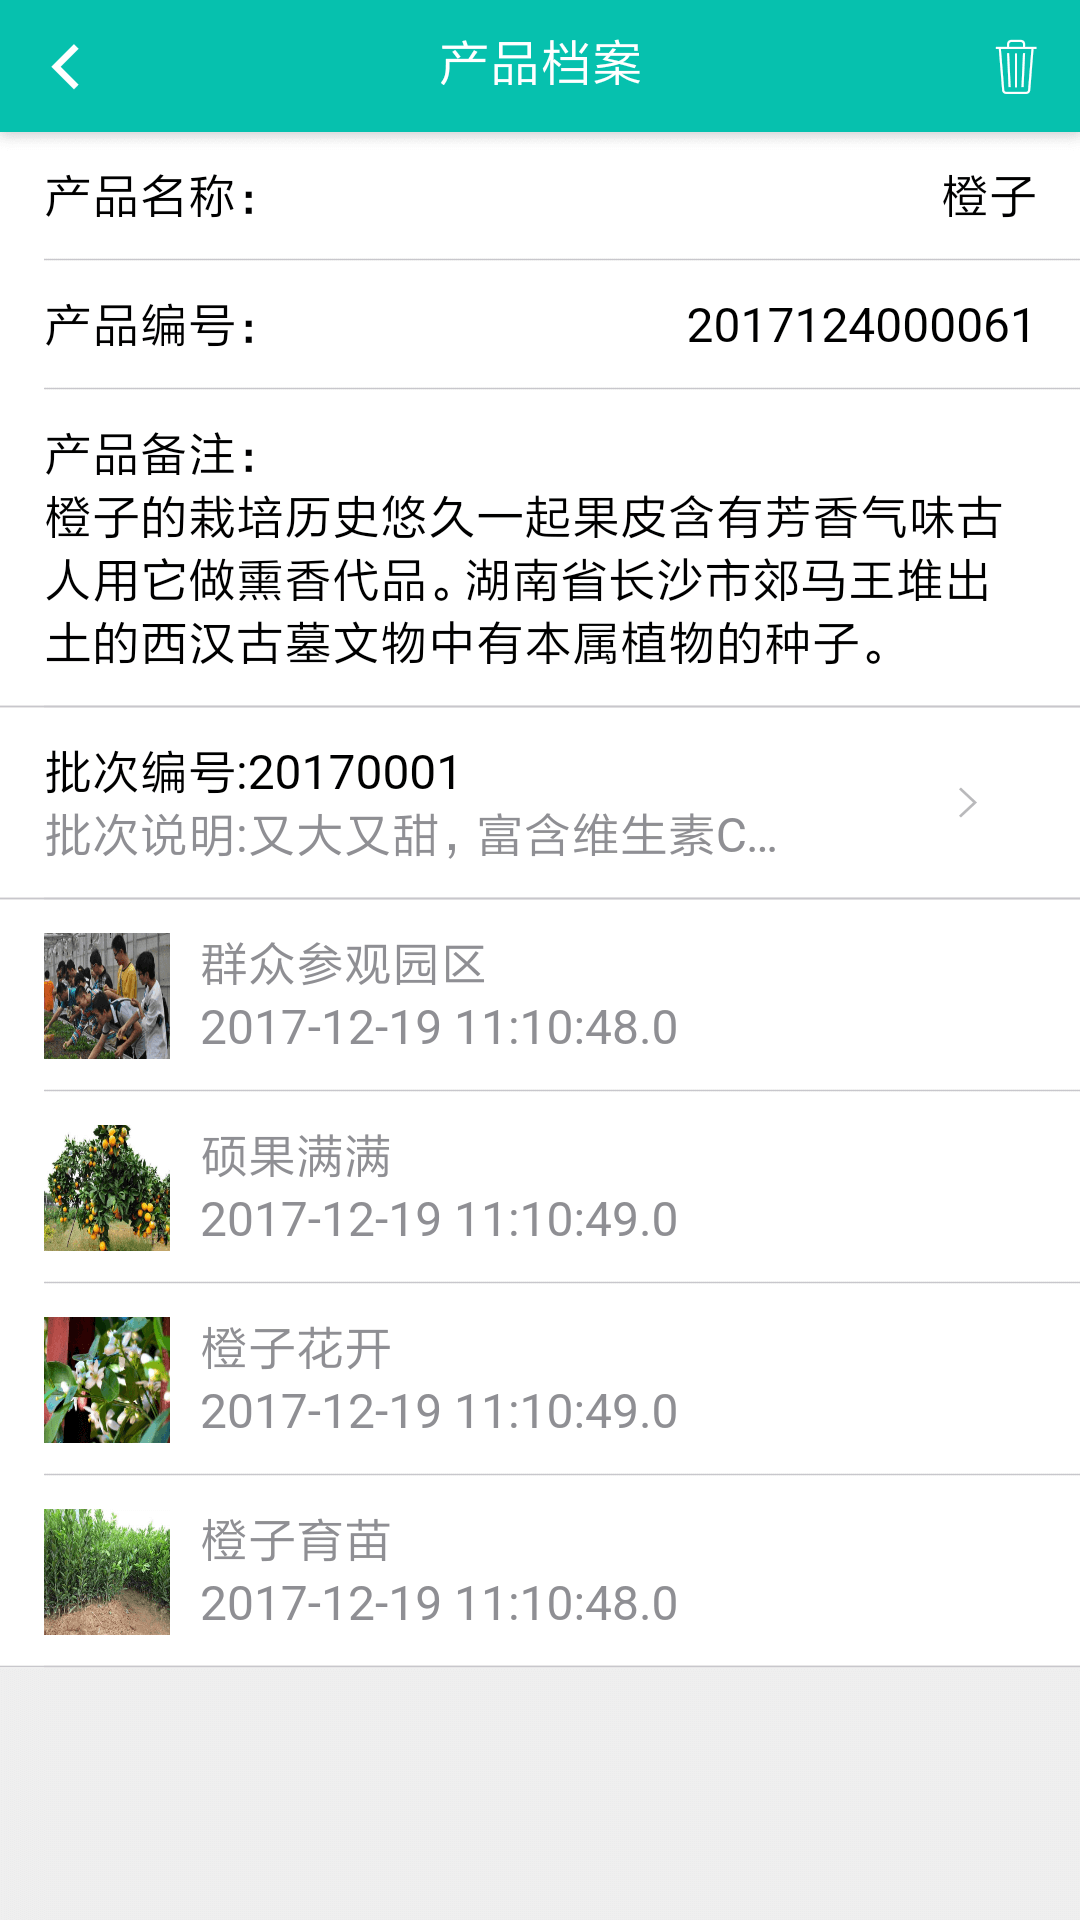 产品档案
产品名称： 橙子
产品编号： 2017124000061
产品备注：
橙子的栽培历史悠久一起果皮含有芳香气味古
人用它做熏香代品。湖南省长沙市郊马王堆出
土的西汉古墓文物中有本属植物的种子。
批次编号:20170001
批次说明:又大又甜，富含维生素C...
群众参观园区
2017-12-19 11:10:48.0
硕果满满
2017-12-19 11:10:49.0
橙子花开
2017-12-19 11:10:49.0
橙子育苗
2017-12-19 11:10:48.0